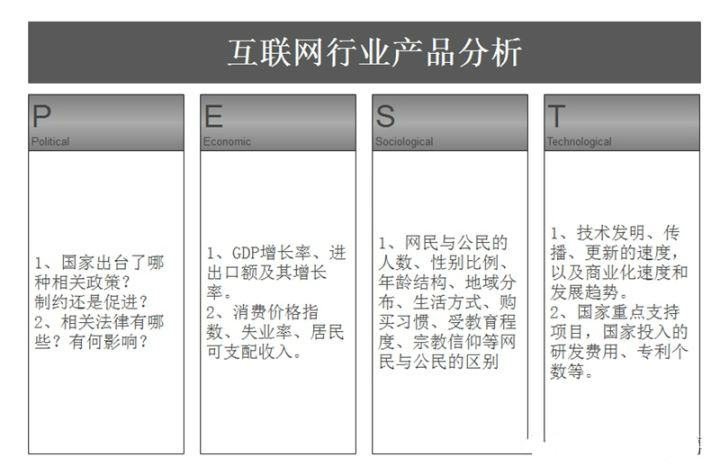 互联网行业产品分析
P
Political
1、国家出台了哪
种相关政策？
制约还是促进？
2、相关法律有哪
些？有何影响？
E
Economic
1、GDP增长率、进
出口额及其增长
率。
2、消费价格指
数、失业率、居民
可支配收入。
S
Sociological
1、网民与公民的
人数、性别比例、
年龄结构、地域分
布、生活方式、购
买习惯、受教育程
度、宗教信仰等网
民与公民的区别
T
Technological
1、技术发明、传
播、更新的速度，
以及商业化速度和
发展趋势。
2、国家重点支持
项目，国家投入的
研发费用、专利个
数等。